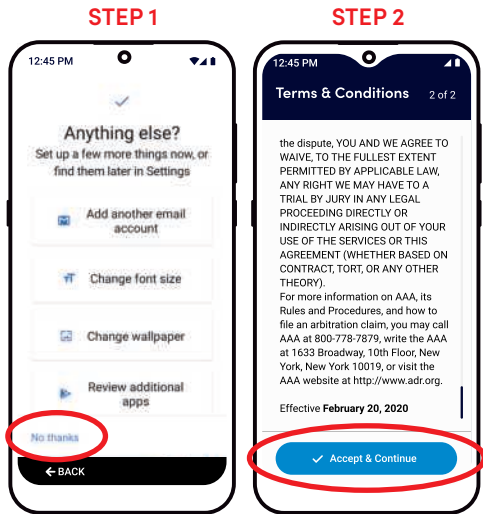 STEP 1
12:45 PM
Anything else?
Set up a few more things now, or
find them later in Settings
Add another email
account
Change font size
Change wallpaper
Review additional
apps
No thanks
BACK
STEP 2
12:45 PM
Terms & Conditions 2 of 2
the dispute, YOU AND WE AGREE TO
WAIVE, TO THE FULLEST EXTENT
PERMITTED BY APPLICABLE LAW,
ANY RIGHT WE MAY HAVE TO A
TRIAL BY JURY IN ANY LEGAL
PROCEEDING DIRECTLY OR
INDIRECTLY ARISING OUT OF YOUR
USE OF THE SERVICES OR THIS
AGREEMENT (WHETHER BASED ON
CONTRACT, TORT, OR ANY OTHER
THEORY).
For more information on AAA, its
Rules and Procedures, and how to
file an arbitration claim, you may call
AAA at 800-778-7879, write the AAA
at 1633 Broadway, 10th Floor, New
York, New York 10019, or visit the
AAA website at http://www.adr.org.
Effective February 20, 2020
Accept & Continue